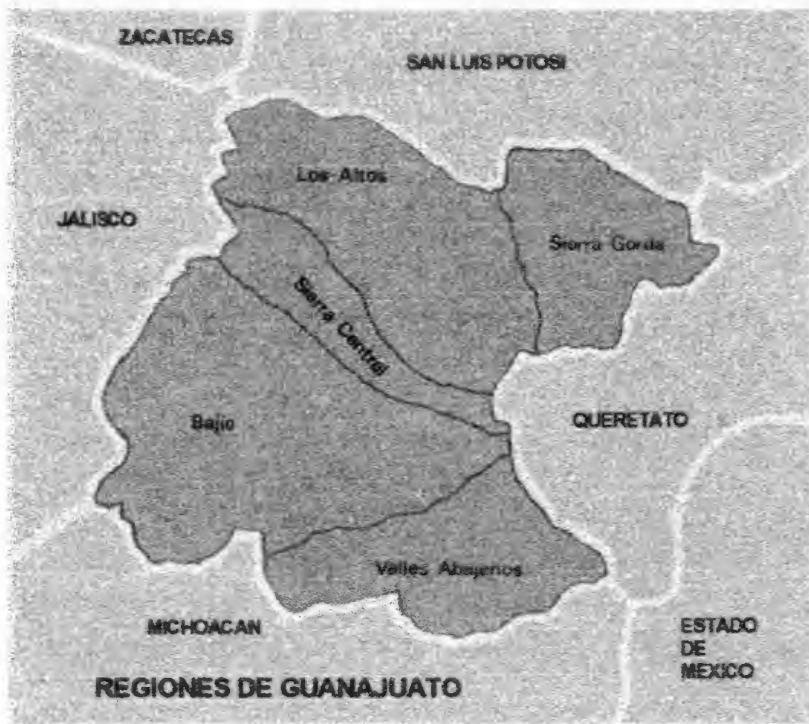 ZACATECAS
SAN LUIS POTOSI
Los Altos
JALISCO
Sierra Gorda
Sierra Central
Bajio
QUERETATO
Valles Abajenos
MICHOACAN
ESTADO
DE
MEXICO
REGIONES DE GUANAJUATO